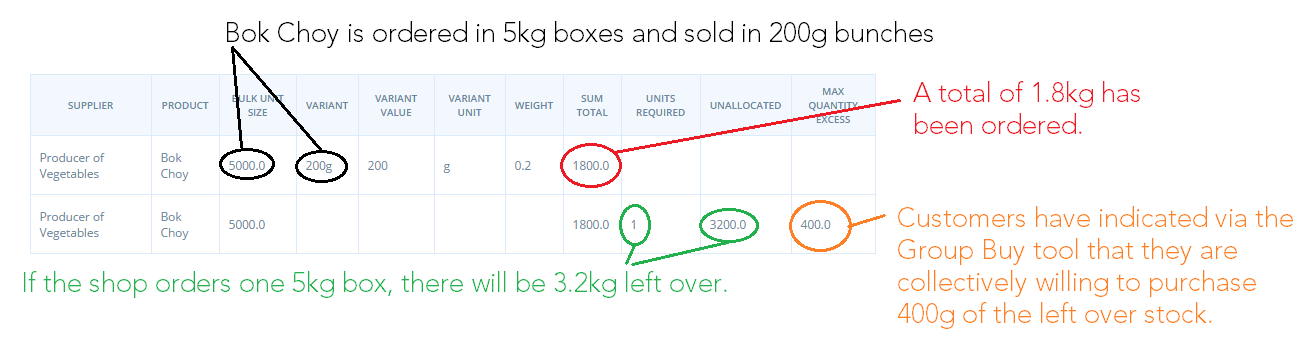 Bok Choy is ordered in 5kg boxes and sold in 200g bunches
SUPPLIER PRODUCT BULK UNIT SIZE VARIANT VARIANT VALUE VARIANT UNIT WEIGHT SUM TOTAL UNITS REQUIRED UNALLOCATED MAX QUANTITY EXCESS
Producer of Vegetables Bok Choy 5000.0 200g 200 g 0.2 1800.0
Producer of Vegetables Bok Choy 5000.0 1800.0 1 3200.0 400.0
A total of 1.8kg has
been ordered.
Customers have indicated via the
Group Buy tool that they are
collectively willing to purchase
400g of the left over stock.
If the shop orders one 5kg box, there will be 3.2kg left over.